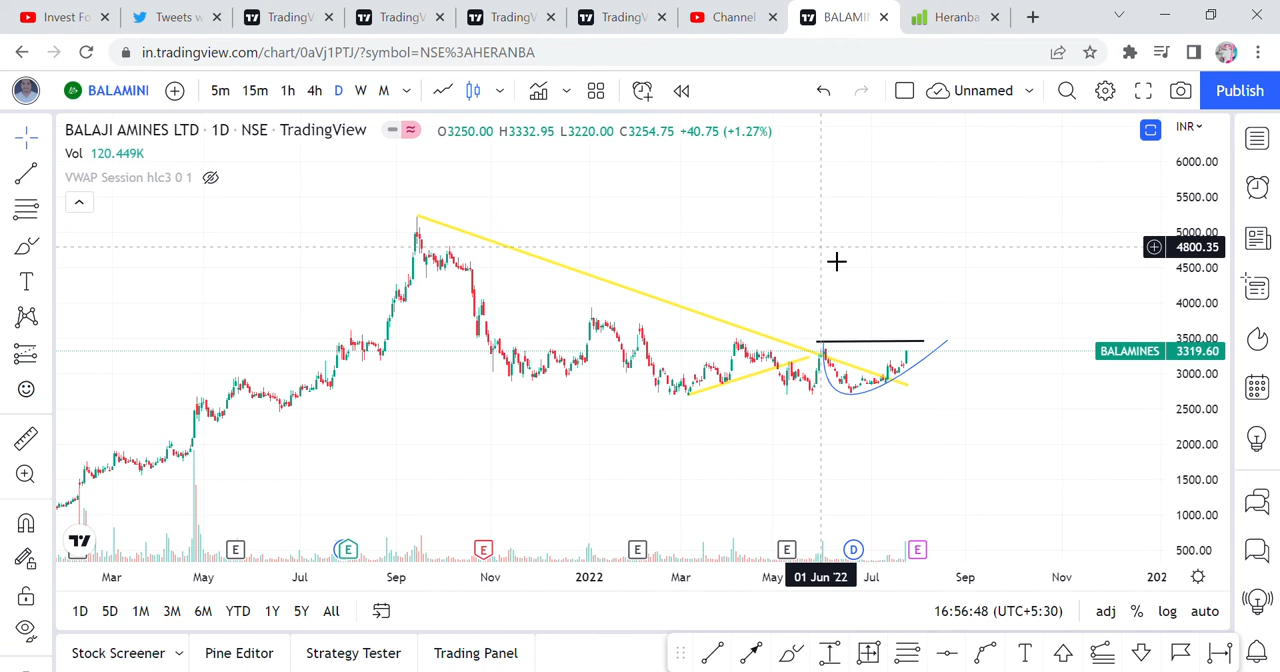 Invest Fo
Tweets w
TradingV
TradingV
TradingV
TradingV
Channel
BALAMIN
Heranba
in.tradingview.com/chart/0aVj1PTJ/?symbol=NSE%3AHERANBA
BALAMINI 5m 15m 1h 4h D W M Unnamed Publish
BALAJI AMINES LTD · 1D · NSE · TradingView O3250.00 H3332.95 L3220.00 C3254.75 +40.75 (+1.27%) INR
Vol 120.449K
VWAP Session hlc3 0 1
6000.00
5500.00
5000.00
4800.35
4500.00
4000.00
3500.00
BALAMINES 3319.60
3000.00
2500.00
2000.00
1500.00
1000.00
500.00
E E E E E D E
Mar May Jul Sep Nov 2022 Mar May 01 Jun '22 Jul Sep Nov 202
1D 5D 1M 3M 6M YTD 1Y 5Y All 16:56:48 (UTC+5:30) adj % log auto
Stock Screener Pine Editor Strategy Tester Trading Panel